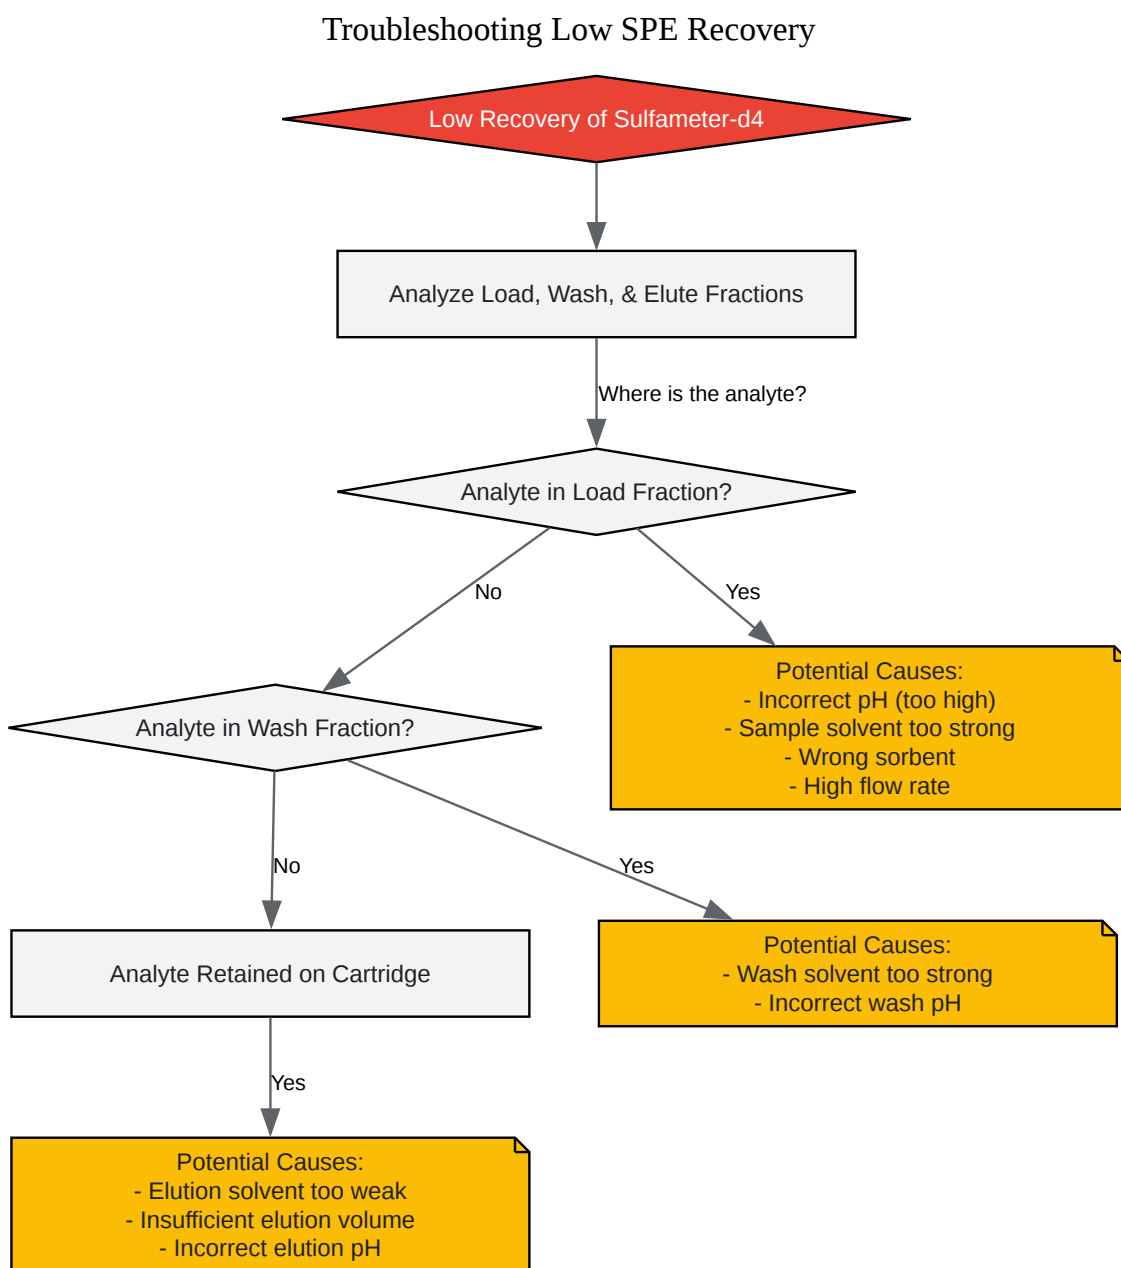 Troubleshooting Low SPE Recovery
Low Recovery of Sulfameter-d4
Analyze Load, Wash, & Elute Fractions
Where is the analyte?
Analyte in Load Fraction?
No
Yes
Potential Causes:
- Incorrect pH (too high)
- Sample solvent too strong
- Wrong sorbent
- High flow rate
Analyte in Wash Fraction?
No
Yes
Potential Causes:
- Wash solvent too strong
- Incorrect wash pH
Analyte Retained on Cartridge
Yes
Potential Causes:
- Elution solvent too weak
- Insufficient elution volume
- Incorrect elution pH